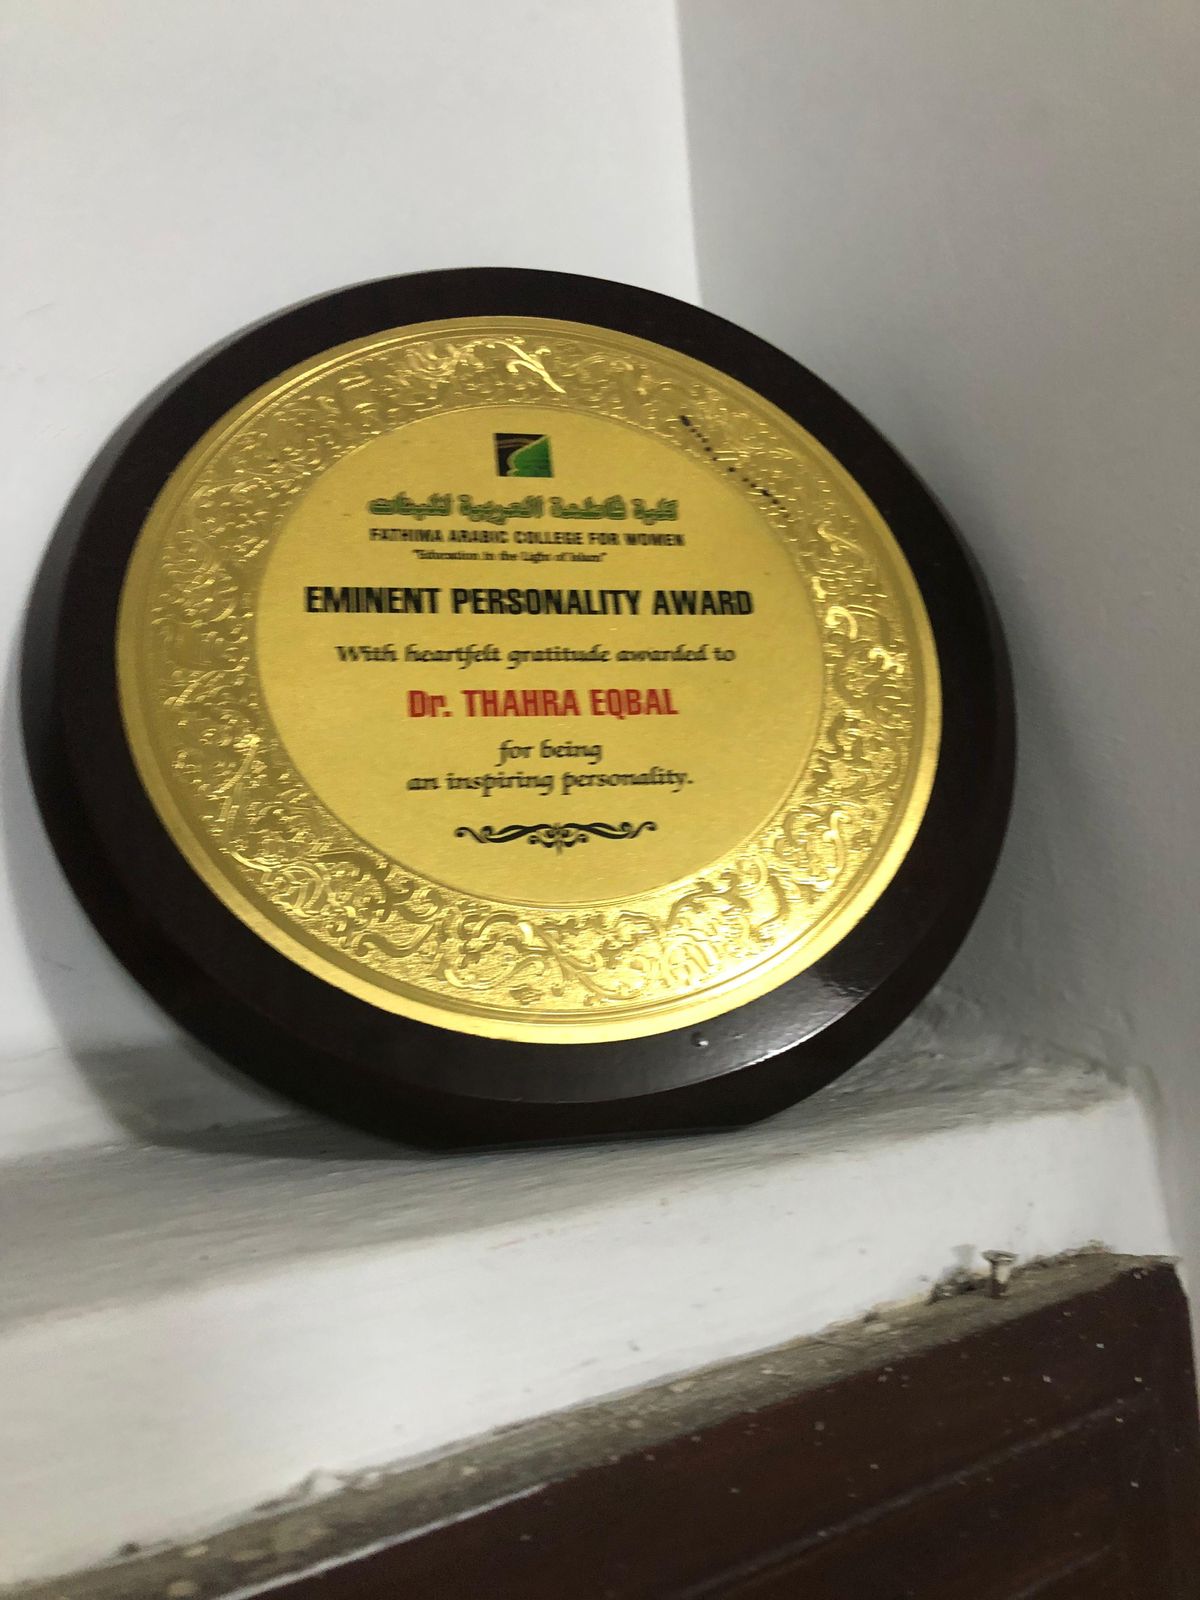 كلية فاطمة العربية للبنات
FATHIMA ARABIC COLLEGE FOR WOMEN
"Education in the Light of Islam"
EMINENT PERSONALITY AWARD
With heartfelt gratitude awarded to
Dr. THAHRA EQBAL
for being
an inspiring personality.